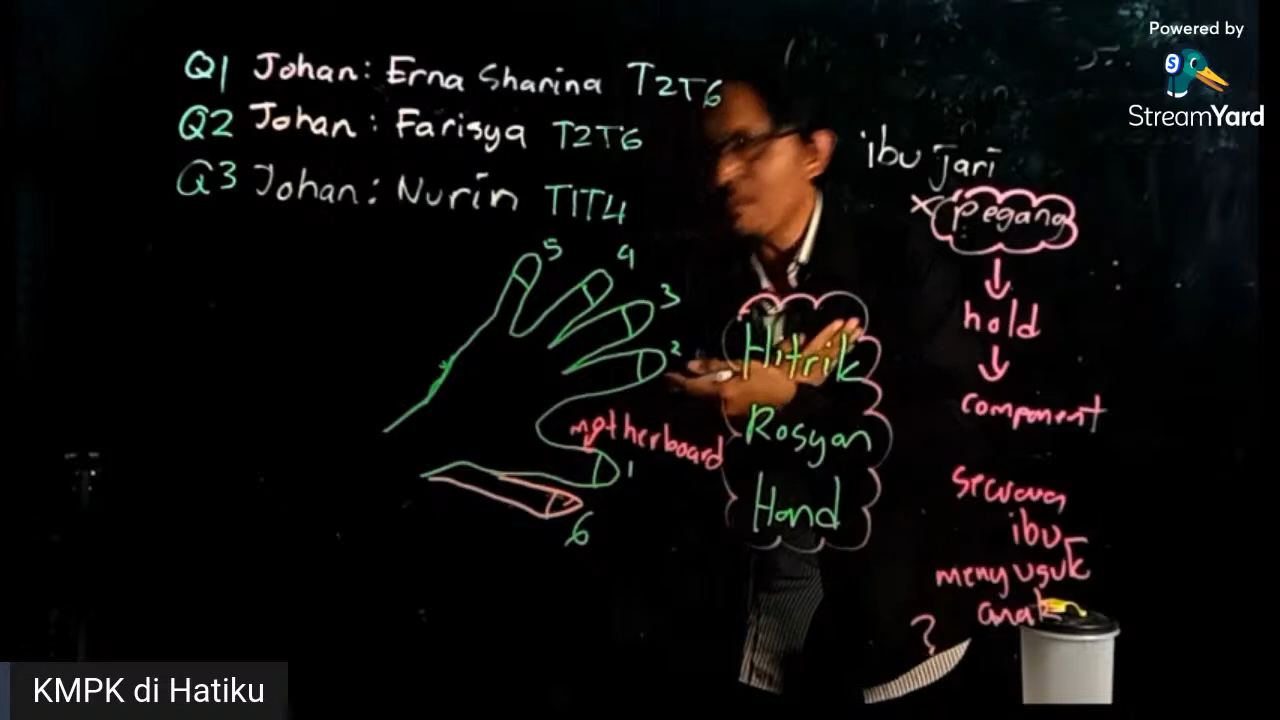 Powered by
StreamYard
Q1 Johan: Erna Sharina T2T6
Q2 Johan: Farisya T2T6
Q3 Johan: Nurin T1T4
5
4
3
2
1
6
motherboard
Hitrik
Rosyan
Hand
ibu jari
x pegang
hold
component
ibu
menyusuk
anak
?
KMPK di Hatiku